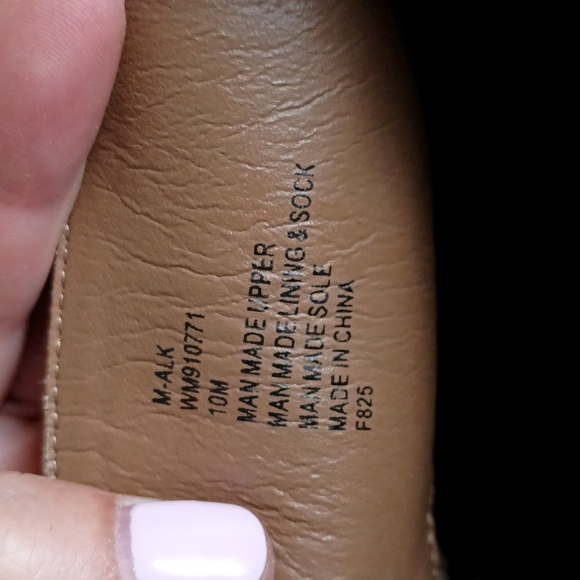 M-ALK
WM910771
10M
MAN MADE UPPER
MAN MADE LINING & SOCK
MAN MADE SOLE
MADE IN CHINA
F825